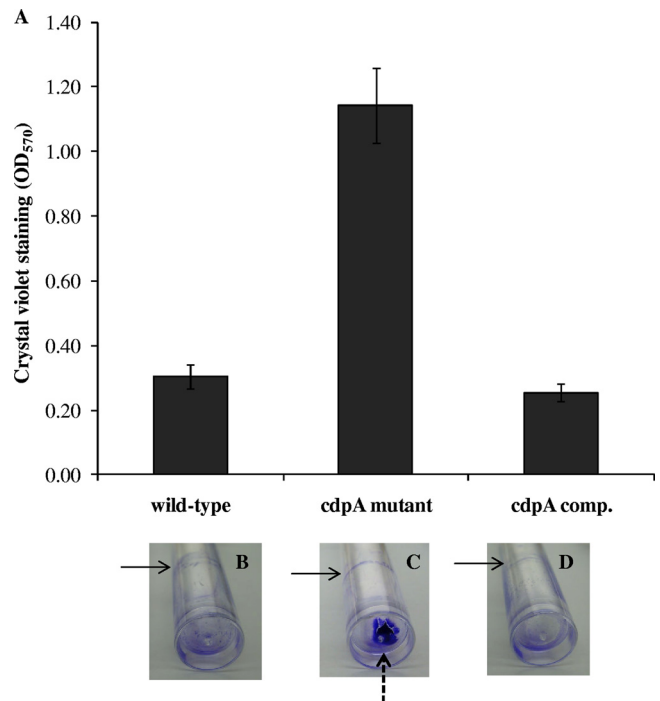 A
Crystal violet staining (OD570)
1.40
1.20
1.00
0.80
0.60
0.40
0.20
0.00
wild-type cdpA mutant cdpA comp.
B C D